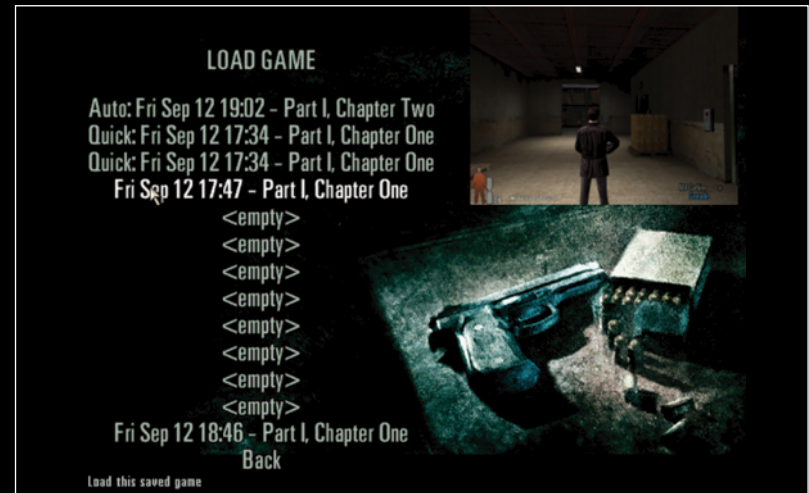 LOAD GAME
Auto: Fri Sep 12 19:02 - Part I, Chapter Two
Quick: Fri Sep 12 17:34 - Part I, Chapter One
Quick: Fri Sep 12 17:34 - Part I, Chapter One
Fri Sep 12 17:47 - Part I, Chapter One
<empty>
<empty>
<empty>
<empty>
<empty>
<empty>
<empty>
<empty>
Fri Sep 12 18:46 - Part I, Chapter One
Back
Load this saved game